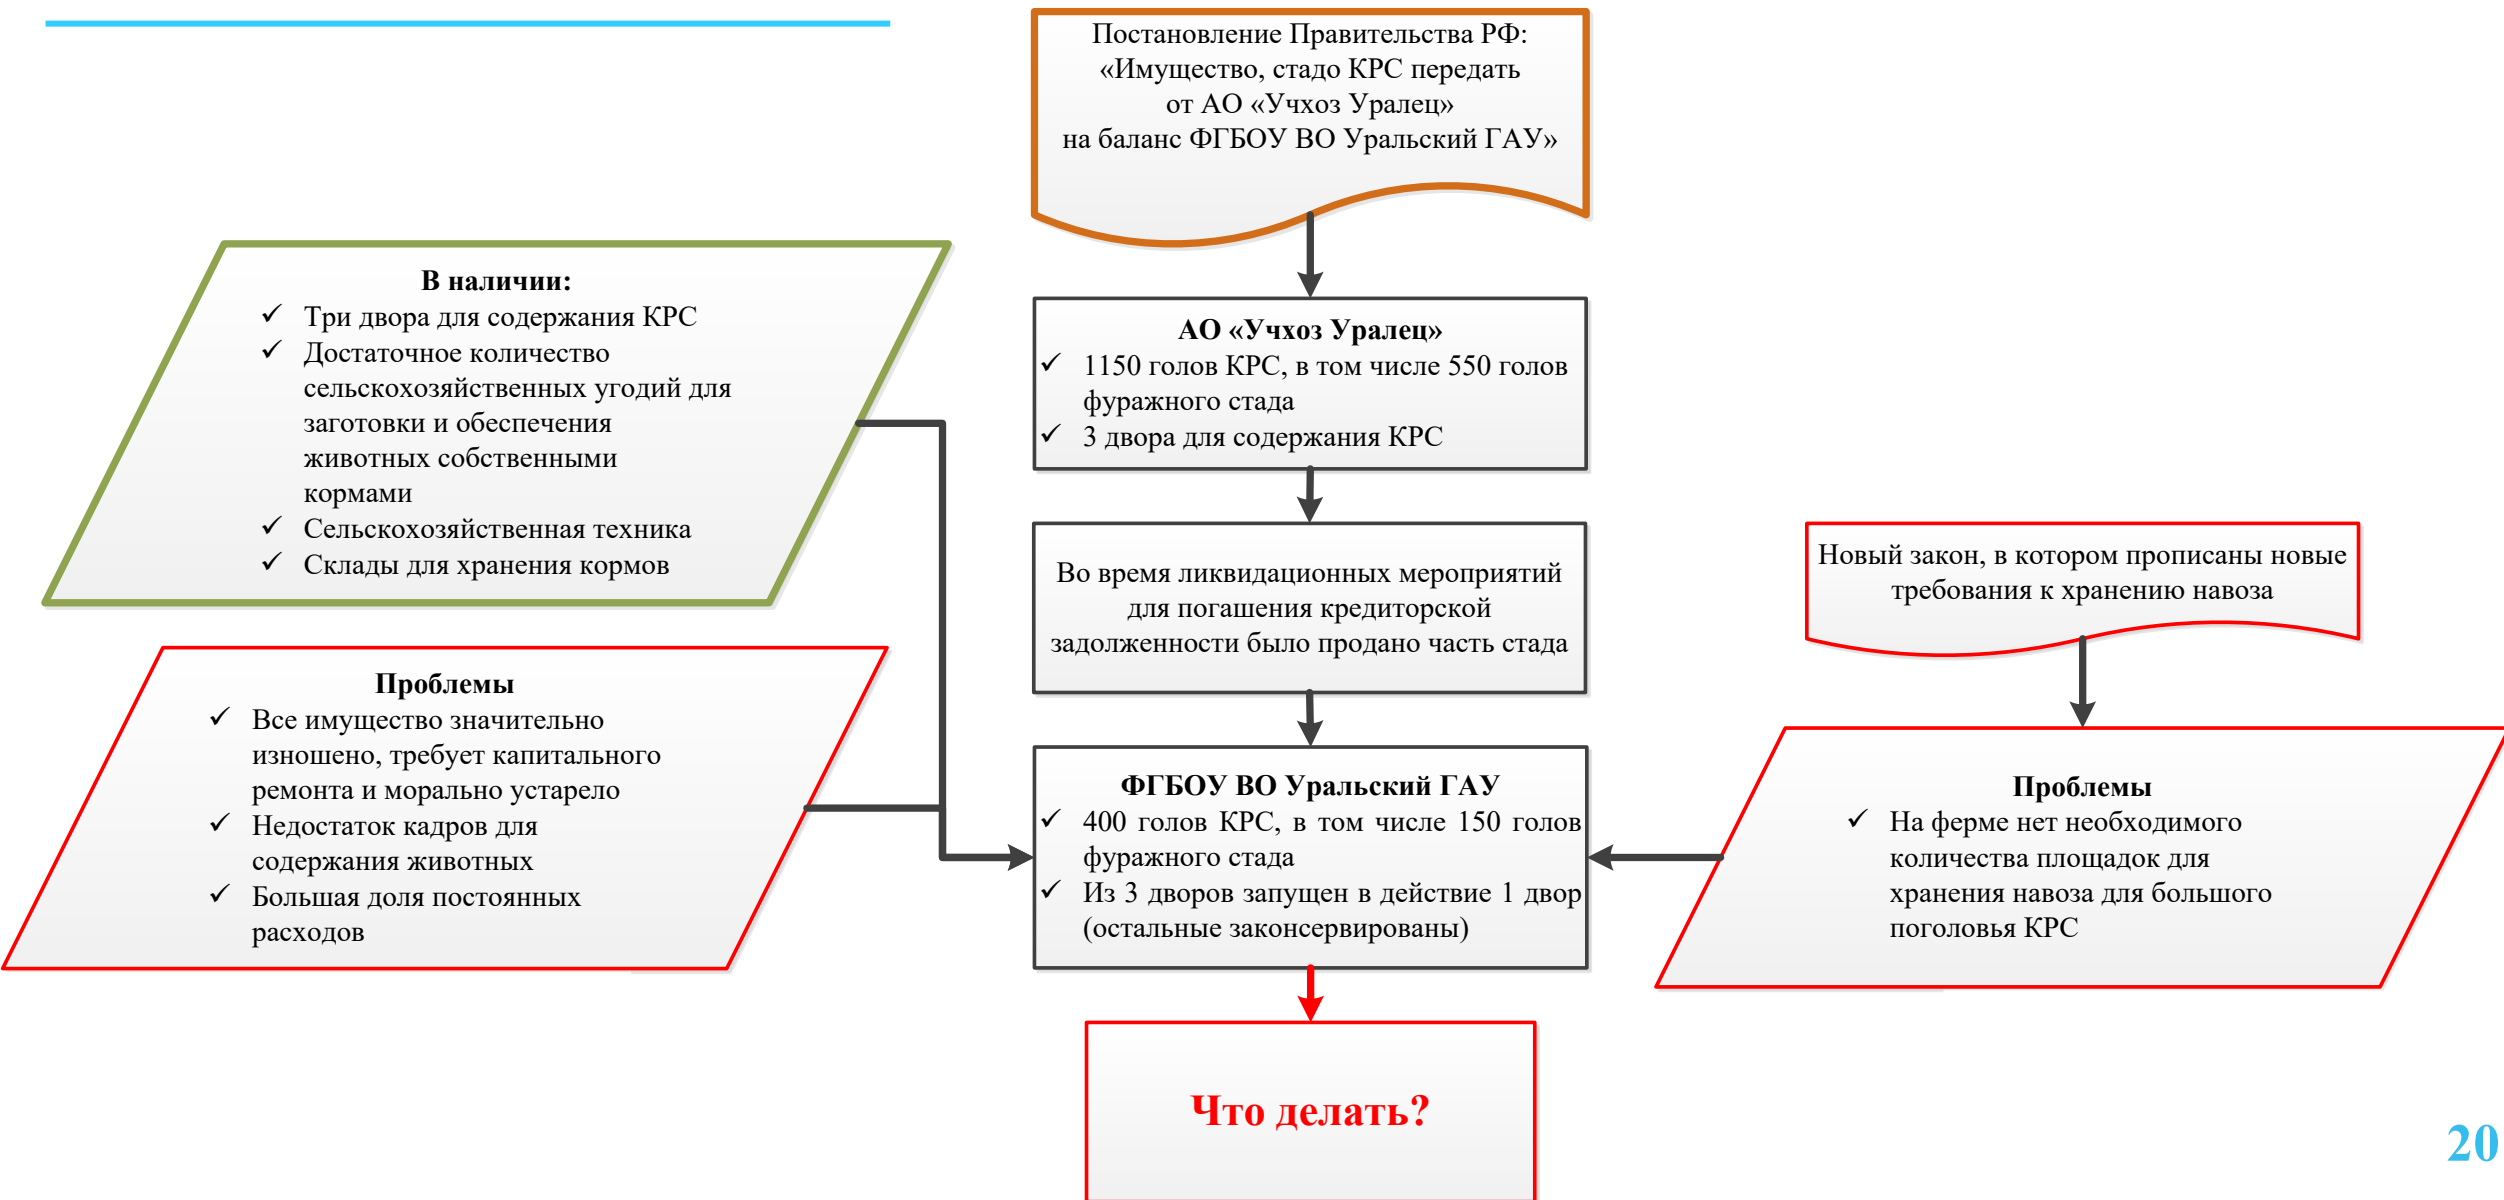 Постановление Правительства РФ:
«Имущество, стадо КРС передать
от АО «Учхоз Уралец»
на баланс ФГБОУ ВО Уральский ГАУ»
В наличии:
✓ Три двора для содержания КРС
✓ Достаточное количество
сельскохозяйственных угодий для
заготовки и обеспечения
животных собственными
кормами
✓ Сельскохозяйственная техника
✓ Склады для хранения кормов
АО «Учхоз Уралец»
✓ 1150 голов КРС, в том числе 550 голов
фуражного стада
✓ 3 двора для содержания КРС
Во время ликвидационных мероприятий
для погашения кредиторской
задолженности было продано часть стада
Новый закон, в котором прописаны новые
требования к хранению навоза
Проблемы
✓ Все имущество значительно
изношено, требует капитального
ремонта и морально устарело
✓ Недостаток кадров для
содержания животных
✓ Большая доля постоянных
расходов
ФГБОУ ВО Уральский ГАУ
✓ 400 голов КРС, в том числе 150 голов
фуражного стада
✓ Из 3 дворов запущен в действие 1 двор
(остальные законсервированы)
Проблемы
✓ На ферме нет необходимого
количества площадок для
хранения навоза для большого
поголовья КРС
Что делать?
20